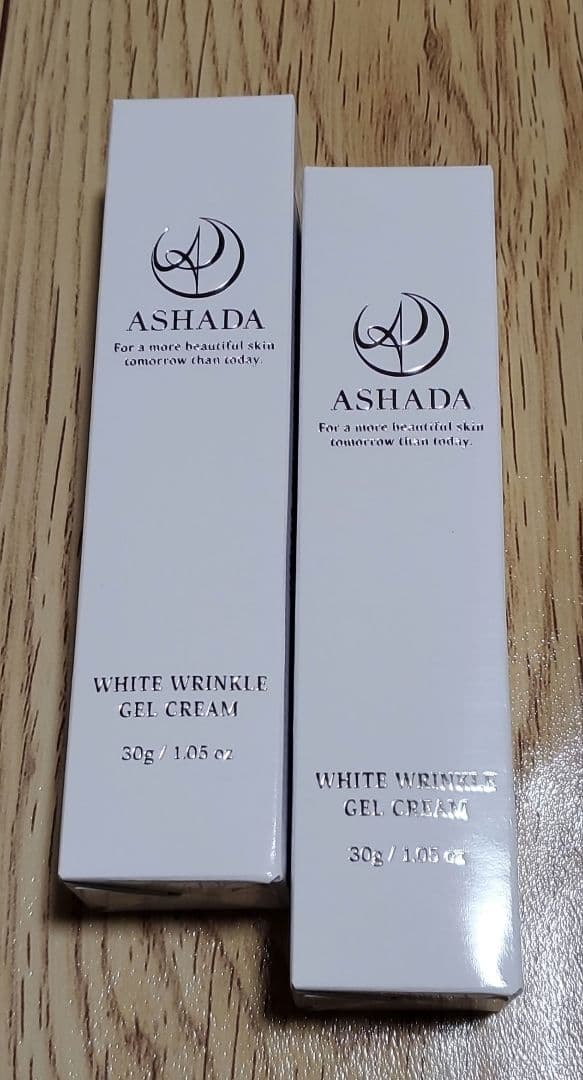 ASHADA
For a more beautiful skin
tomorrow than today.
WHITE WRINKLE
GEL CREAM
30g / 1.05 oz
ASHADA
For a more beautiful skin
tomorrow than today.
WHITE WRINKLE
GEL CREAM
30g / 1.05 oz